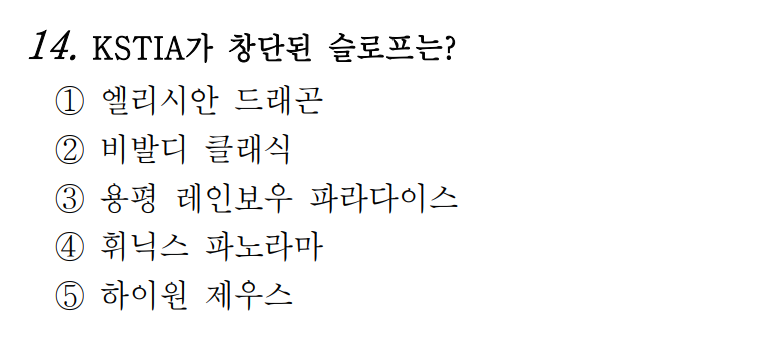 14. KSTIA가 창단된 슬로프는?
① 엘리시안 드래곤
② 비발디 클래식
③ 용평 레인보우 파라다이스
④ 휘닉스 파노라마
⑤ 하이원 제우스